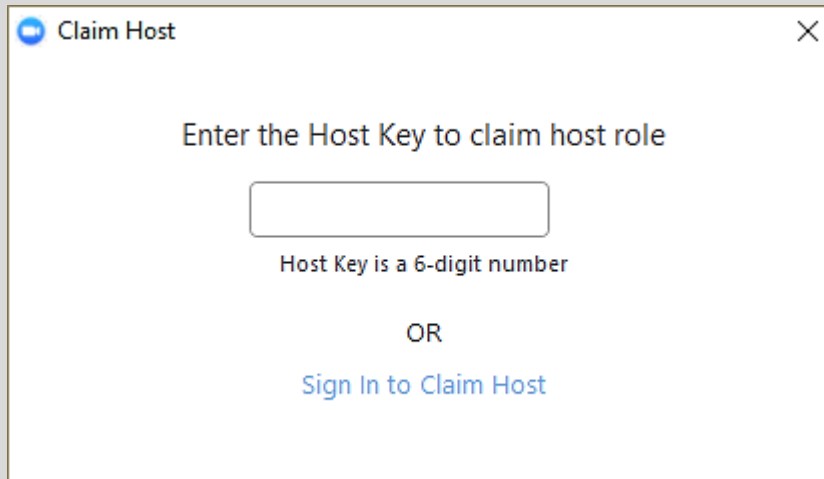 Claim Host
Enter the Host Key to claim host role
Host Key is a 6-digit number
OR
Sign In to Claim Host